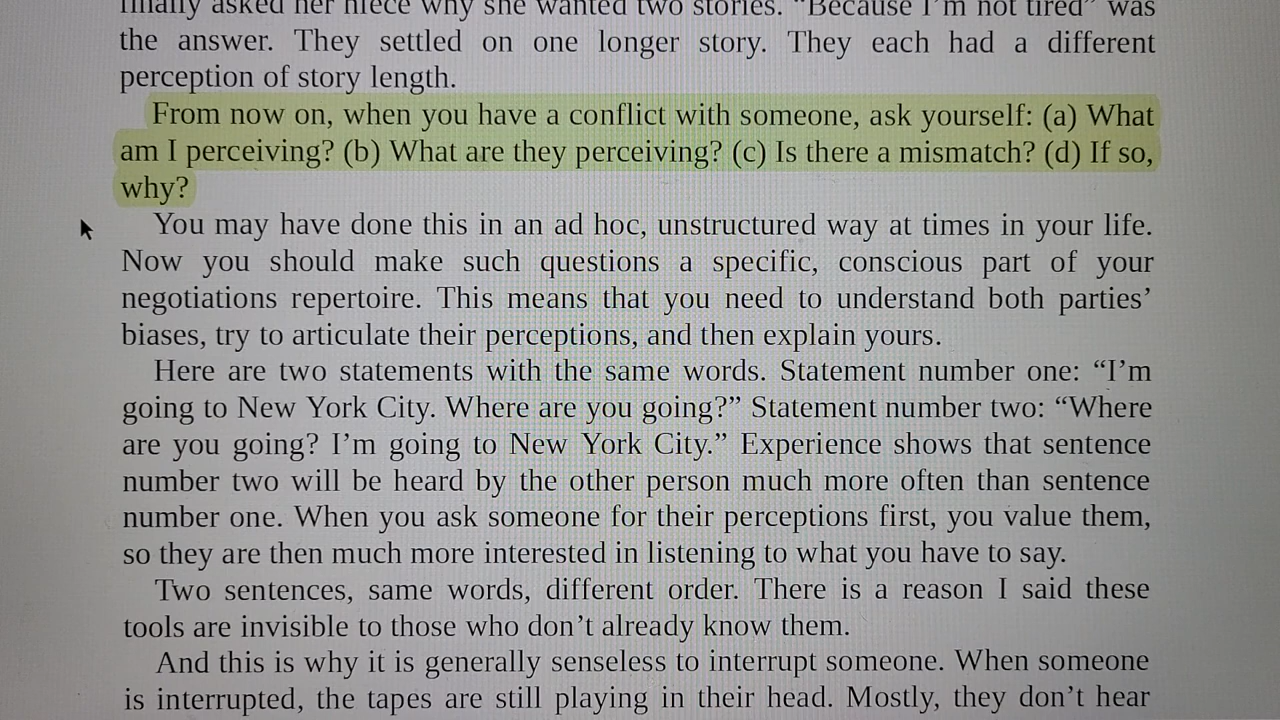 finally asked her niece why she wanted two stories. “Because I’m not tired” was
the answer. They settled on one longer story. They each had a different
perception of story length.
From now on, when you have a conflict with someone, ask yourself: (a) What
am I perceiving? (b) What are they perceiving? (c) Is there a mismatch? (d) If so,
why?
You may have done this in an ad hoc, unstructured way at times in your life.
Now you should make such questions a specific, conscious part of your
negotiations repertoire. This means that you need to understand both parties’
biases, try to articulate their perceptions, and then explain yours.
Here are two statements with the same words. Statement number one: “I’m
going to New York City. Where are you going?” Statement number two: “Where
are you going? I’m going to New York City.” Experience shows that sentence
number two will be heard by the other person much more often than sentence
number one. When you ask someone for their perceptions first, you value them,
so they are then much more interested in listening to what you have to say.
Two sentences, same words, different order. There is a reason I said these
tools are invisible to those who don’t already know them.
And this is why it is generally senseless to interrupt someone. When someone
is interrupted, the tapes are still playing in their head. Mostly, they don’t hear